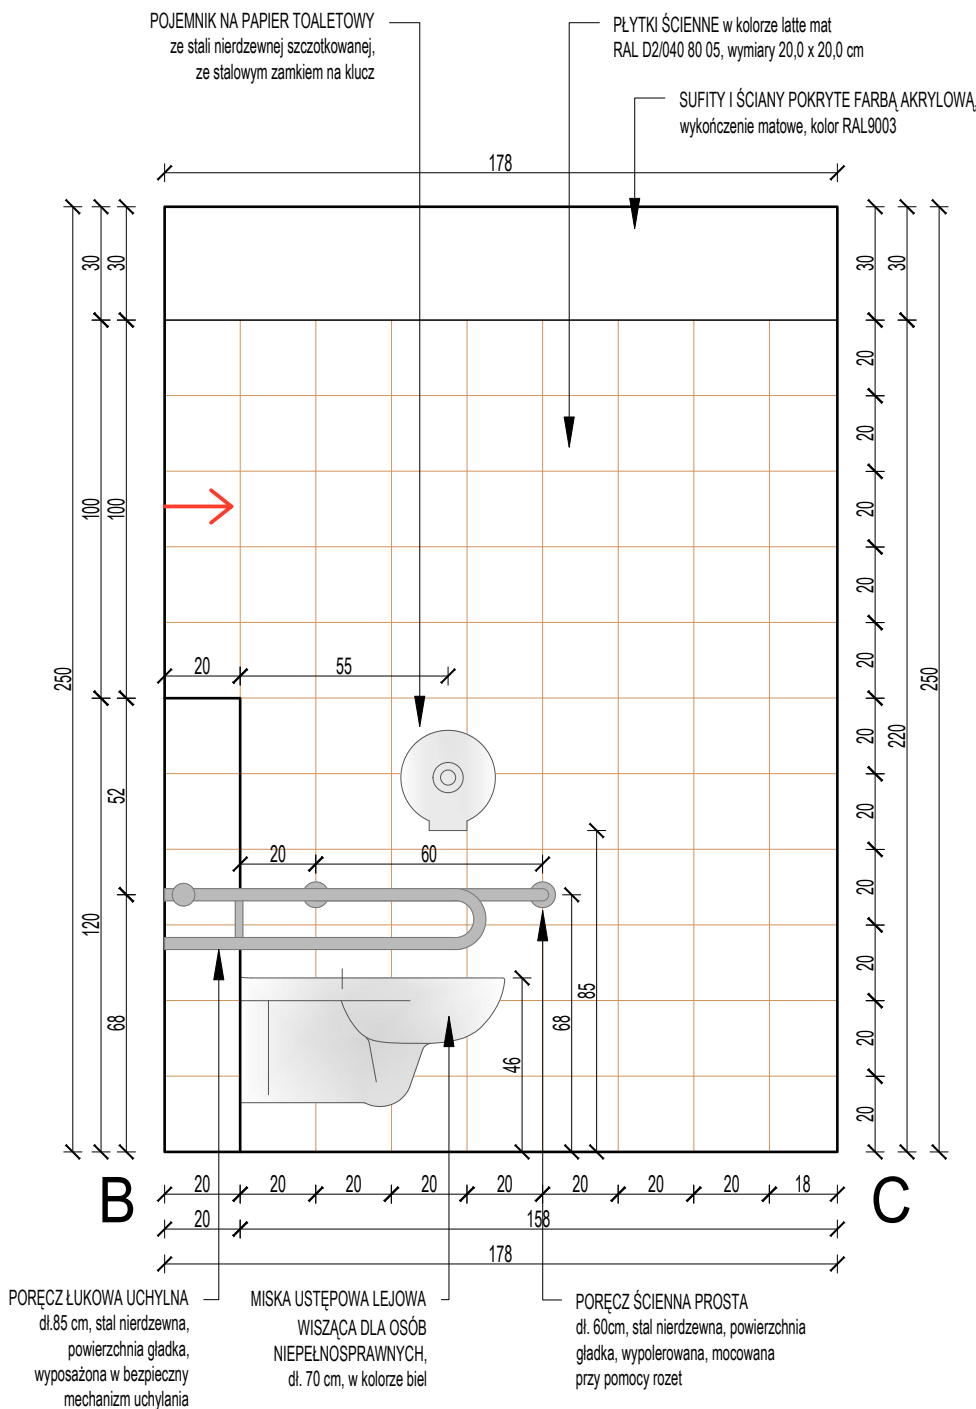 POJEMNIK NA PAPIER TOALETOWY
ze stali nierdzewnej szczotkowanej,
ze stalowym zamkiem na klucz
PŁYTKI ŚCIENNE w kolorze latte mat
RAL D2/040 80 05, wymiary 20,0 x 20,0 cm
SUFITY I ŚCIANY POKRYTE FARBĄ AKRYLOWĄ,
wykończenie matowe, kolor RAL9003
178
30
30
30
30
100
100
250
120
52
68
20
55
20
60
46
68
85
20
20
20
20
20
20
20
20
20
20
20
220
250
B
C
20
20
20
20
20
20
20
20
18
20
158
178
PORĘCZ ŁUKOWA UCHYLNA
dł.85 cm, stal nierdzewna,
powierzchnia gładka,
wyposażona w bezpieczny
mechanizm uchylania
MISKA USTĘPOWA LEJOWA
WISZĄCA DLA OSÓB
NIEPEŁNOSPRAWNYCH,
dł. 70 cm, w kolorze biel
PORĘCZ ŚCIENNA PROSTA
dł. 60cm, stal nierdzewna, powierzchnia
gładka, wypolerowana, mocowana
przy pomocy rozet